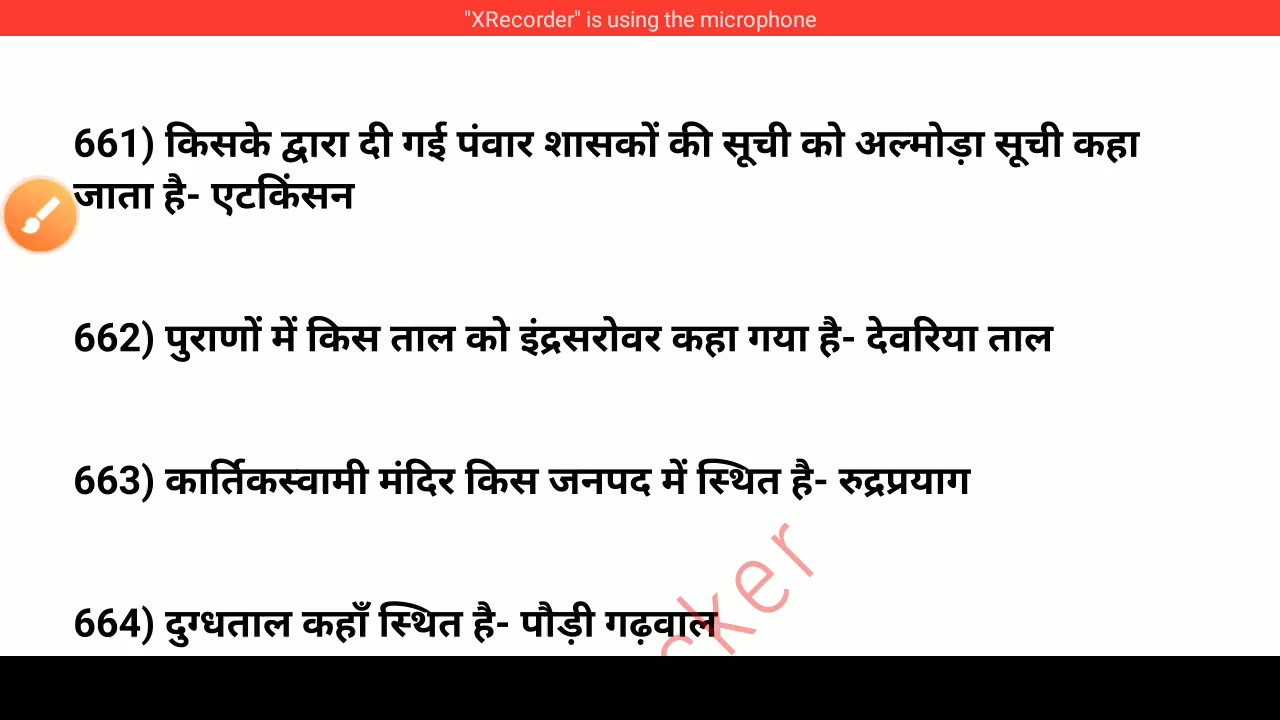 "XRecorder" is using the microphone
661) किसके द्वारा दी गई पंवार शासकों की सूची को अल्मोड़ा सूची कहा
जाता है- एटकिंसन
662) पुराणों में किस ताल को इंद्रसरोवर कहा गया है- देवरिया ताल
663) कार्तिकस्वामी मंदिर किस जनपद में स्थित है- रुद्रप्रयाग
664) दुग्धताल कहाँ स्थित है- पौड़ी गढ़वाल